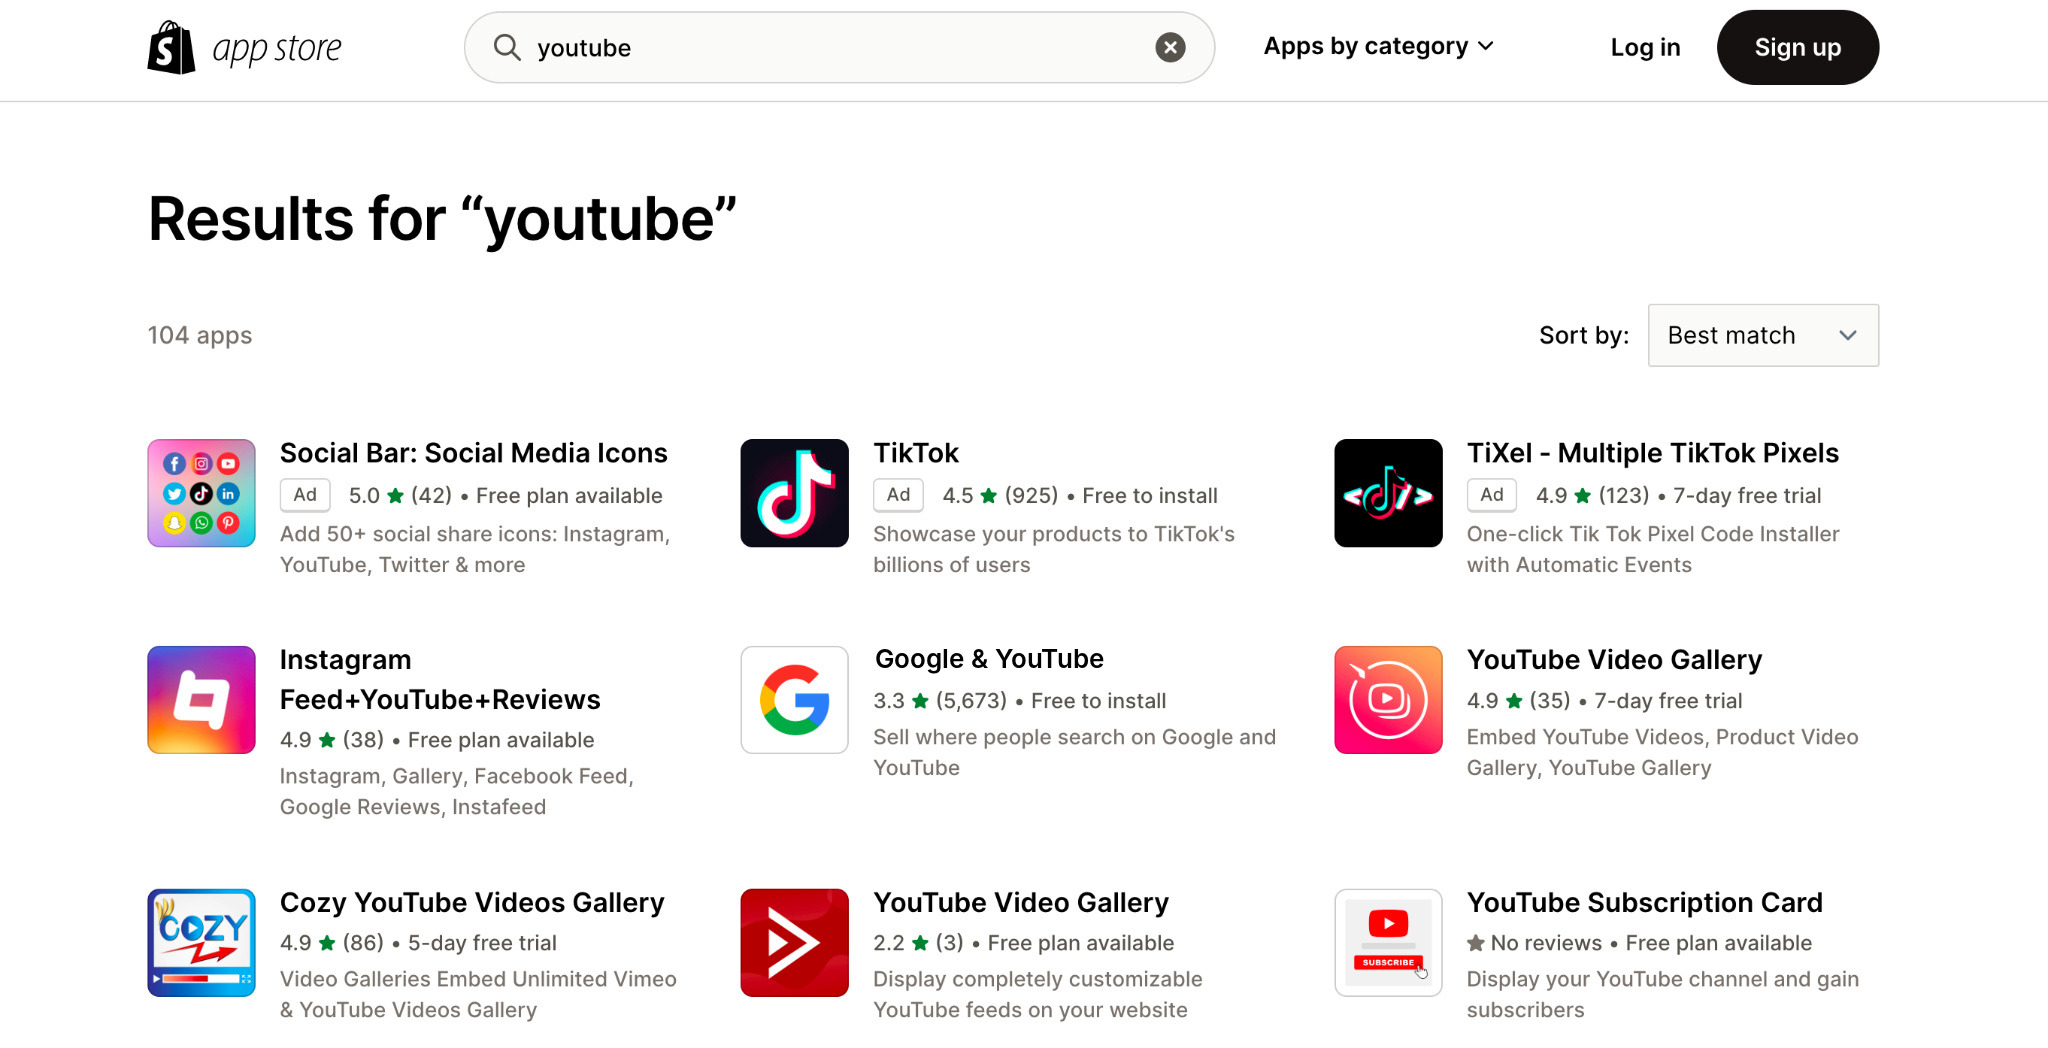 app store
youtube
Apps by category
Log in
Sign up
Results for “youtube”
104 apps
Sort by:
Best match
Social Bar: Social Media Icons
Ad 5.0 ★ (42) • Free plan available
Add 50+ social share icons: Instagram,
YouTube, Twitter & more
TikTok
Ad 4.5 ★ (925) • Free to install
Showcase your products to TikTok's
billions of users
TiXel - Multiple TikTok Pixels
Ad 4.9 ★ (123) • 7-day free trial
One-click Tik Tok Pixel Code Installer
with Automatic Events
Instagram
Feed+YouTube+Reviews
4.9 ★ (38) • Free plan available
Instagram, Gallery, Facebook Feed,
Google Reviews, Instafeed
Google & YouTube
3.3 ★ (5,673) • Free to install
Sell where people search on Google and
YouTube
YouTube Video Gallery
4.9 ★ (35) • 7-day free trial
Embed YouTube Videos, Product Video
Gallery, YouTube Gallery
COZY
Cozy YouTube Videos Gallery
4.9 ★ (86) • 5-day free trial
Video Galleries Embed Unlimited Vimeo
& YouTube Videos Gallery
YouTube Video Gallery
2.2 ★ (3) • Free plan available
Display completely customizable
YouTube feeds on your website
SUBSCRIBE
YouTube Subscription Card
★ No reviews • Free plan available
Display your YouTube channel and gain
subscribers